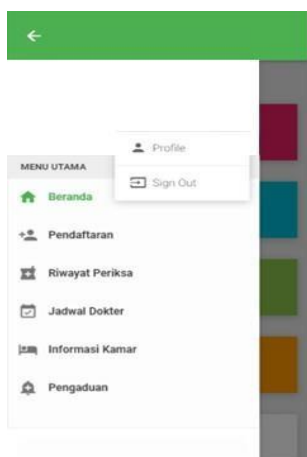 Profile
MENU UTAMA
Sign Out
Beranda
Pendaftaran
Riwayat Periksa
Jadwal Dokter
Informasi Kamar
Pengaduan